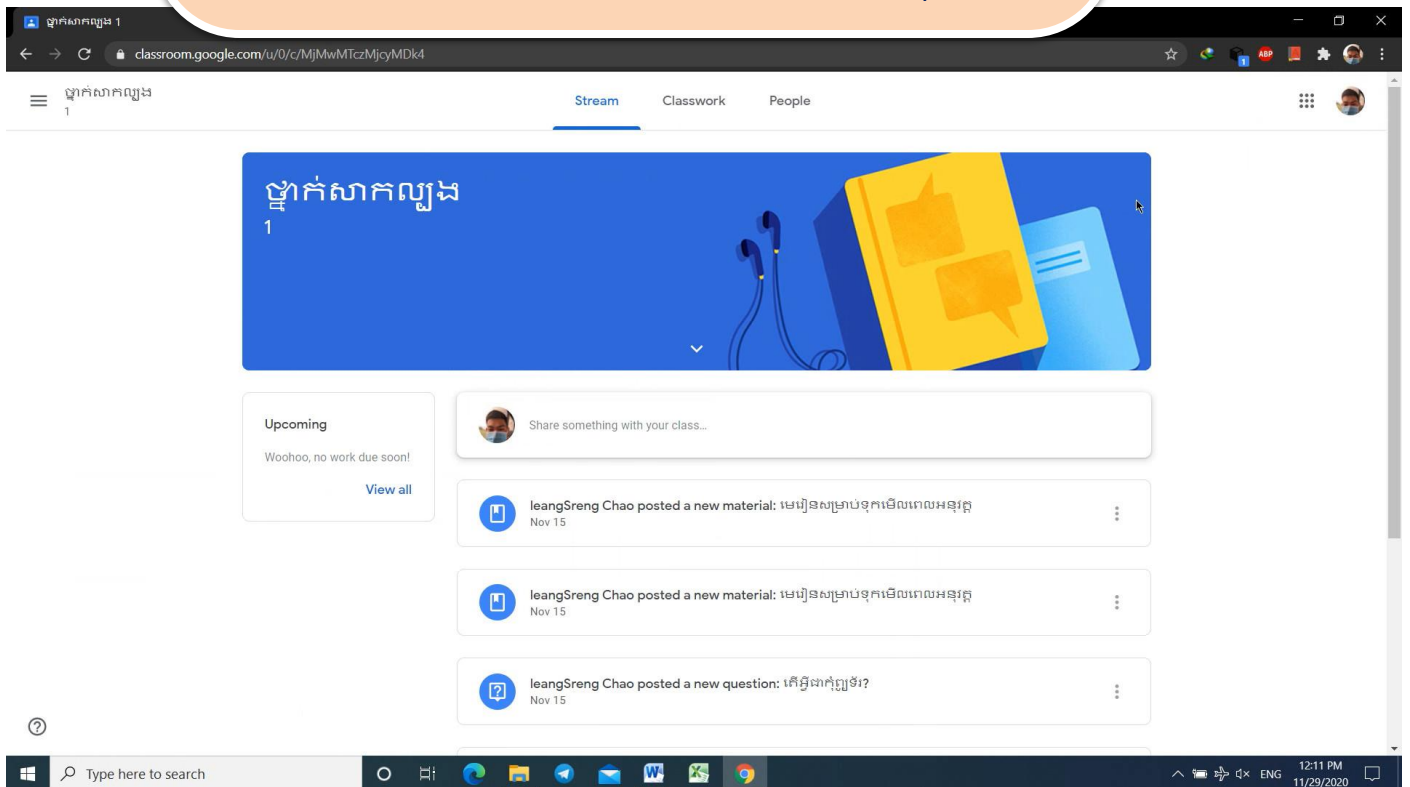 ថ្នាក់សាកល្បង 1
classroom.google.com/u/0/c/MjMwMTczMjcyMDk4
1
ABP
ថ្នាក់សាកល្បង
1
Stream
Classwork
People
ថ្នាក់សាកល្បង
1
Upcoming
Woohoo, no work due soon!
View all
Share something with your class...
leangSreng Chao posted a new material: មេរៀនសម្រាប់ទុកមើលពេលអនុវត្ត
Nov 15
leangSreng Chao posted a new material: មេរៀនសម្រាប់ទុកមើលពេលអនុវត្ត
Nov 15
leangSreng Chao posted a new question: តើអ្វីជាកុំព្យូទ័រ?
Nov 15
Type here to search
ENG
12:11 PM
11/29/2020